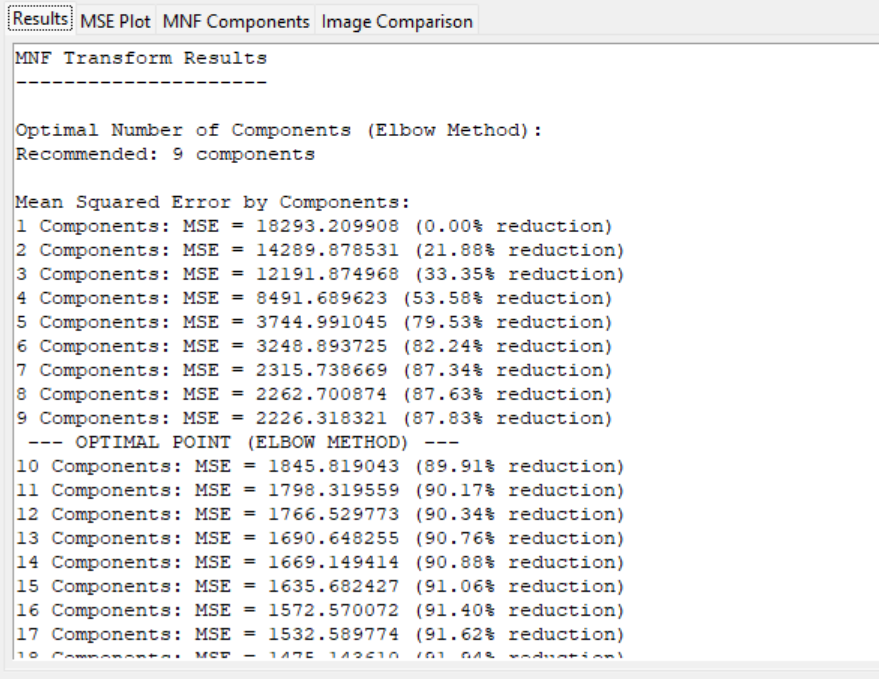 Results MSE Plot MNF Components Image Comparison
MNF Transform Results
---------------------
Optimal Number of Components (Elbow Method):
Recommended: 9 components
Mean Squared Error by Components:
1 Components: MSE = 18293.209908 (0.00% reduction)
2 Components: MSE = 14289.878531 (21.88% reduction)
3 Components: MSE = 12191.874968 (33.35% reduction)
4 Components: MSE = 8491.689623 (53.58% reduction)
5 Components: MSE = 3744.991045 (79.53% reduction)
6 Components: MSE = 3248.893725 (82.24% reduction)
7 Components: MSE = 2315.738669 (87.34% reduction)
8 Components: MSE = 2262.700874 (87.63% reduction)
9 Components: MSE = 2226.318321 (87.83% reduction)
--- OPTIMAL POINT (ELBOW METHOD) ---
10 Components: MSE = 1845.819043 (89.91% reduction)
11 Components: MSE = 1798.319559 (90.17% reduction)
12 Components: MSE = 1766.529773 (90.34% reduction)
13 Components: MSE = 1690.648255 (90.76% reduction)
14 Components: MSE = 1669.149414 (90.88% reduction)
15 Components: MSE = 1635.682427 (91.06% reduction)
16 Components: MSE = 1572.570072 (91.40% reduction)
17 Components: MSE = 1532.589774 (91.62% reduction)
18 Components: MSE = 1475.143610 (91.94% reduction)